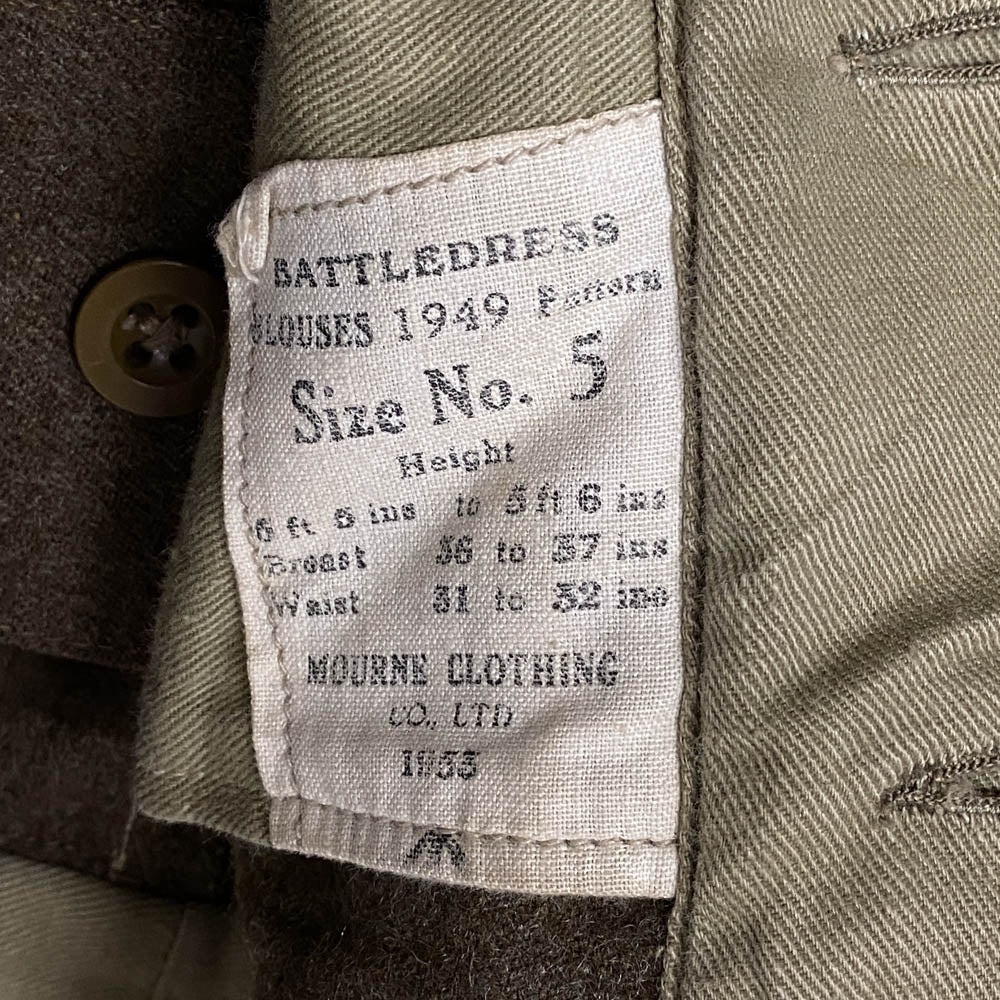 BATTLEDRESS
BLOUSES 1949 Pattern
Size No. 5
Height
5 ft 5 ins to 5 ft 6 ins
Breast 36 to 37 ins
Waist 31 to 32 ins
MOURNE CLOTHING
CO., LTD
1953